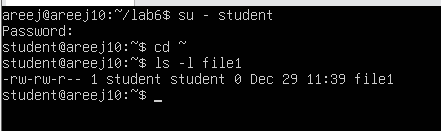 areej@areej10:~/lab6$ su - student
Password:
student@areej10:~$ cd ~
student@areej10:~$ ls -l file1
-rw-rw-r-- 1 student student 0 Dec 29 11:39 file1
student@areej10:~$ _